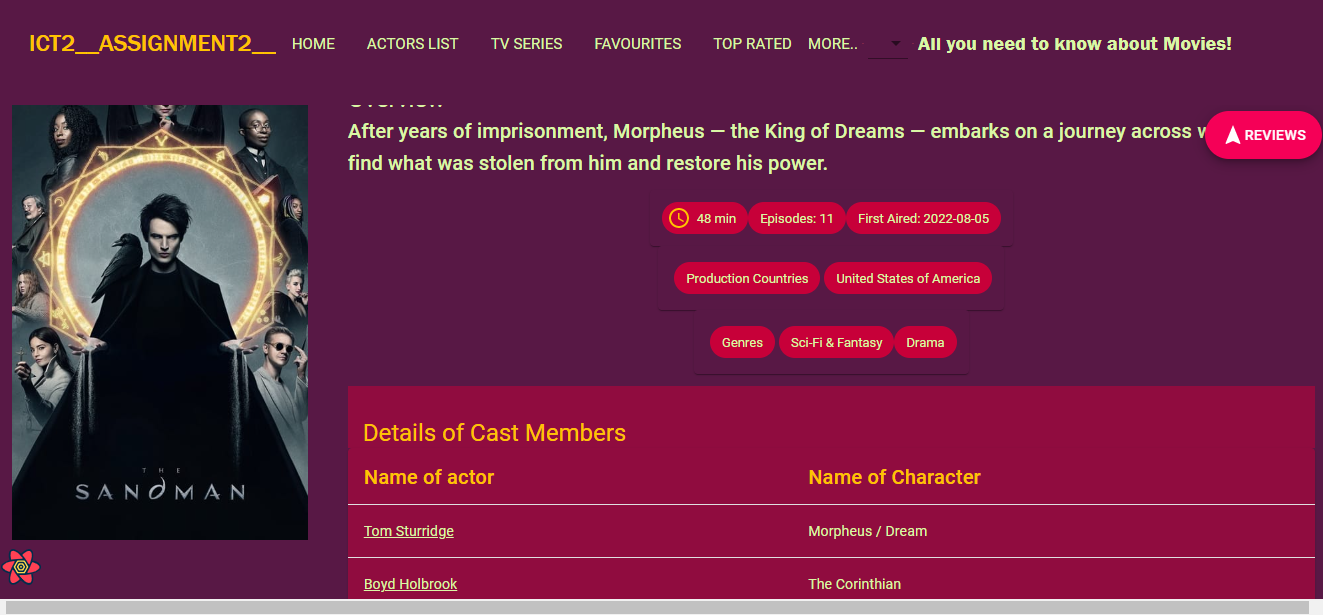 ICT2__ASSIGNMENT2__ HOME ACTORS LIST TV SERIES FAVOURITES TOP RATED MORE.. All you need to know about Movies!
Overview
After years of imprisonment, Morpheus — the King of Dreams — embarks on a journey across
find what was stolen from him and restore his power.
REVIEWS
48 min Episodes: 11 First Aired: 2022-08-05
Production Countries United States of America
Genres Sci-Fi & Fantasy Drama
THE
SANDMAN
Details of Cast Members
Name of actor Name of Character
Tom Sturridge Morpheus / Dream
Boyd Holbrook The Corinthian